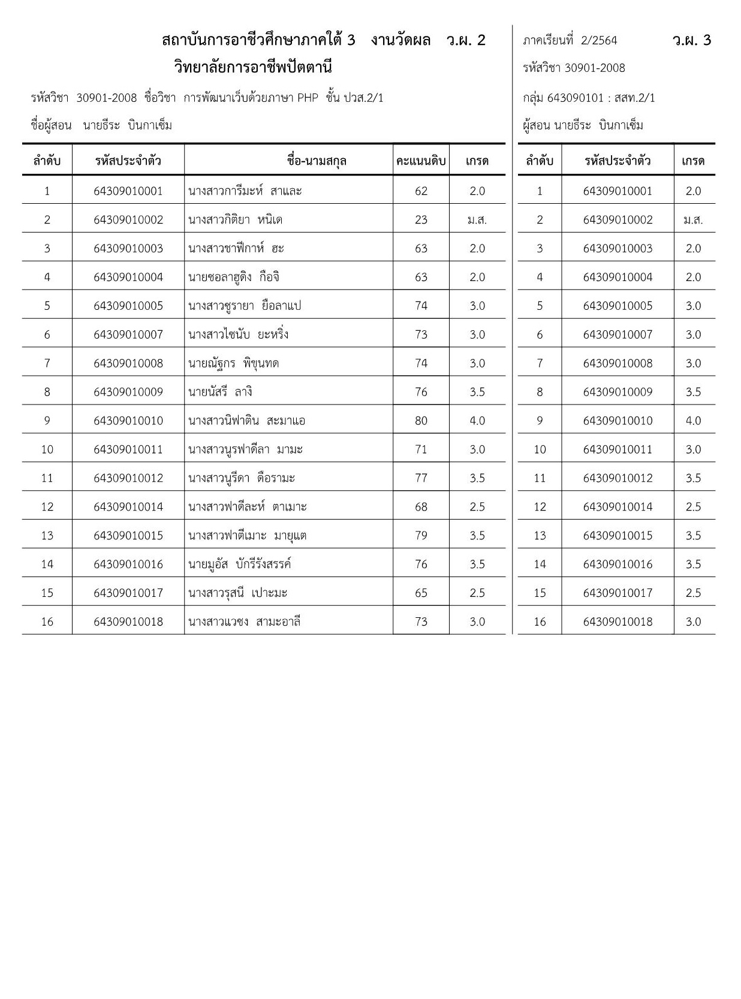 สถาบันการอาชีวศึกษาภาคใต้ 3 งานวัดผล ว.ผ. 2
วิทยาลัยการอาชีพปัตตานี
รหัสวิชา 30901-2008 ชื่อวิชา การพัฒนาเว็บด้วยภาษา PHP ชั้น ปวส.2/1
ชื่อผู้สอน นายธีระ บินกาเซ็ม
ลำดับ รหัสประจำตัว ชื่อ-นามสกุล คะแนนดิบ เกรด
1 64309010001 นางสาวการีมะห์ สาและ 62 2.0
2 64309010002 นางสาวกิติยา หนิเด 23 ม.ส.
3 64309010003 นางสาวซาฟีกาห์ ฮะ 63 2.0
4 64309010004 นายซอลาฮูดิง กือจิ 63 2.0
5 64309010005 นางสาวซูรายา ยือลาแป 74 3.0
6 64309010007 นางสาวไซนับ ยะหริ่ง 73 3.0
7 64309010008 นายณัฐกร พิขุนทด 74 3.0
8 64309010009 นายนัสรี ลางิ 76 3.5
9 64309010010 นางสาวนิฟาติน สะมาแอ 80 4.0
10 64309010011 นางสาวนูรฟาดีลา มามะ 71 3.0
11 64309010012 นางสาวนูรีดา ดือรามะ 77 3.5
12 64309010014 นางสาวฟาดีละห์ ตาเมาะ 68 2.5
13 64309010015 นางสาวฟาตีเมาะ มายุแต 79 3.5
14 64309010016 นายมูอัส บักรีรังสรรค์ 76 3.5
15 64309010017 นางสาวรุสนี เปาะมะ 65 2.5
16 64309010018 นางสาวแวซง สามะอาลี 73 3.0
ภาคเรียนที่ 2/2564 ว.ผ. 3
รหัสวิชา 30901-2008
กลุ่ม 643090101 : สสท.2/1
ผู้สอน นายธีระ บินกาเซ็ม
ลำดับ รหัสประจำตัว เกรด
1 64309010001 2.0
2 64309010002 ม.ส.
3 64309010003 2.0
4 64309010004 2.0
5 64309010005 3.0
6 64309010007 3.0
7 64309010008 3.0
8 64309010009 3.5
9 64309010010 4.0
10 64309010011 3.0
11 64309010012 3.5
12 64309010014 2.5
13 64309010015 3.5
14 64309010016 3.5
15 64309010017 2.5
16 64309010018 3.0